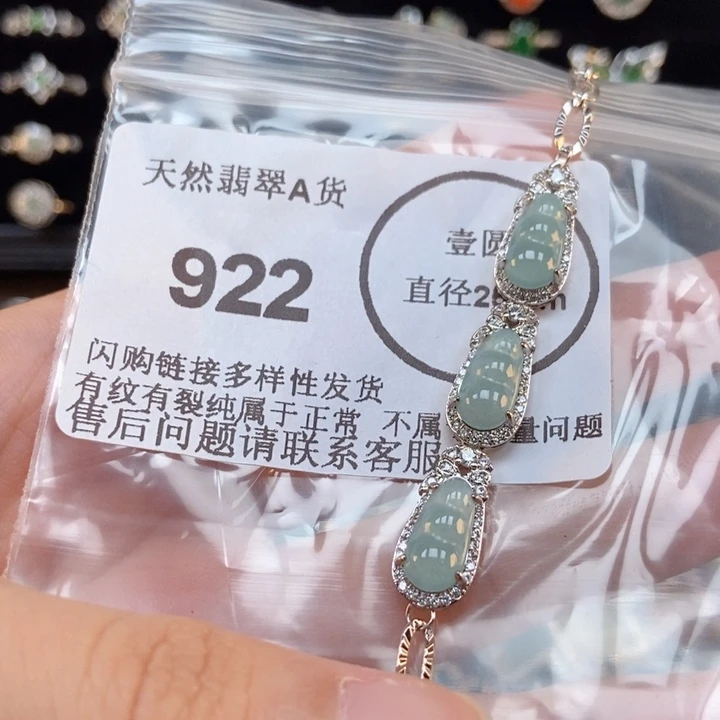 天然翡翠A货
922
壹圆
直径25
闪购链接多样性发货
有纹有裂纯属于正常 不属 量问题
售后问题请联系客服